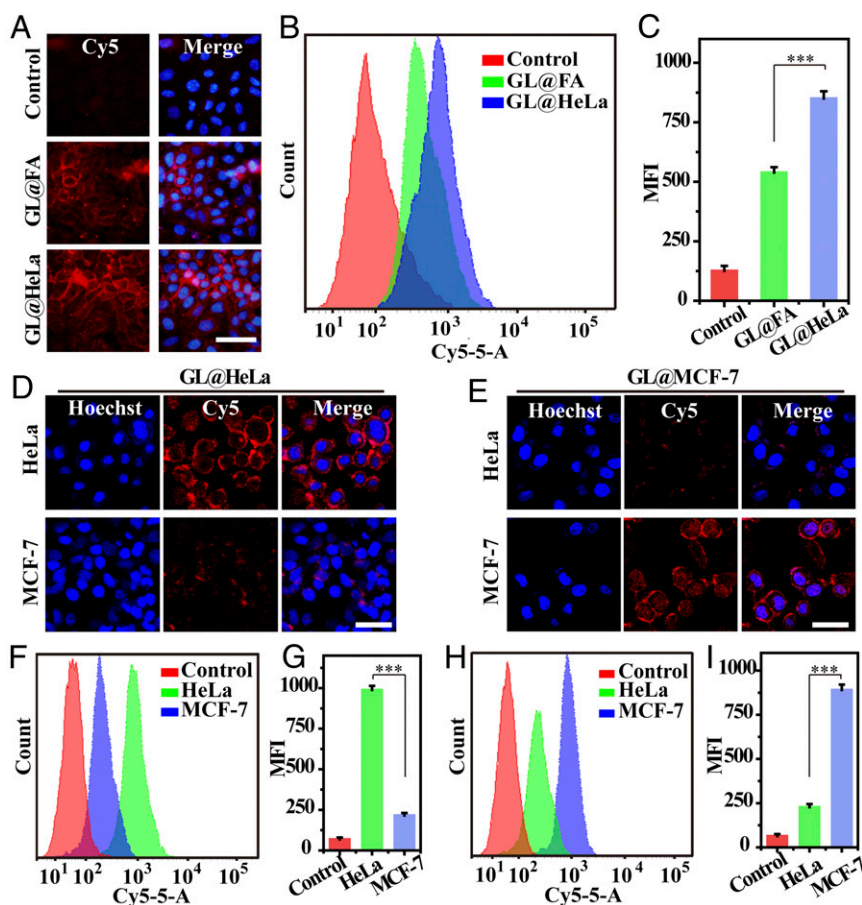 A
Cy5
Merge
Control
GL@FA
GL@HeLa
B
Control
GL@FA
GL@HeLa
Count
10¹ 10² 10³ 10⁴ 10⁵
Cy5-5-A
C
MFI
1000
750
500
250
0
***
Control
GL@FA
GL@HeLa
D
GL@HeLa
Hoechst Cy5 Merge
HeLa
MCF-7
E
GL@MCF-7
Hoechst Cy5 Merge
HeLa
MCF-7
F
Control
HeLa
MCF-7
Count
10¹ 10² 10³ 10⁴ 10⁵
Cy5-5-A
G
MFI
1000
750
500
250
0
***
Control
HeLa
MCF-7
H
Control
HeLa
MCF-7
Count
10¹ 10² 10³ 10⁴ 10⁵
Cy5-5-A
I
MFI
1000
750
500
250
0
***
Control
HeLa
MCF-7